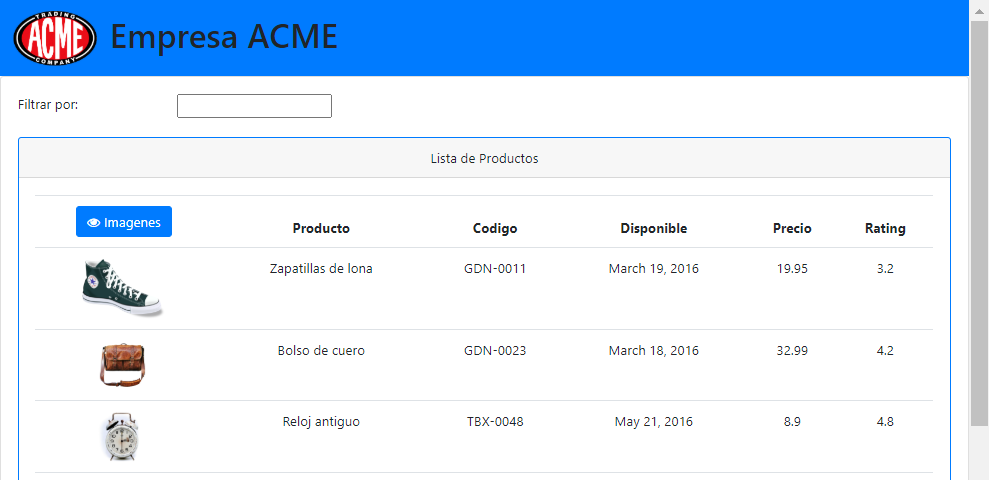 TRADING
ACME
COMPANY
Empresa ACME
Filtrar por:
Lista de Productos
Imagenes Producto Codigo Disponible Precio Rating
Zapatillas de lona GDN-0011 March 19, 2016 19.95 3.2
Bolso de cuero GDN-0023 March 18, 2016 32.99 4.2
Reloj antiguo TBX-0048 May 21, 2016 8.9 4.8